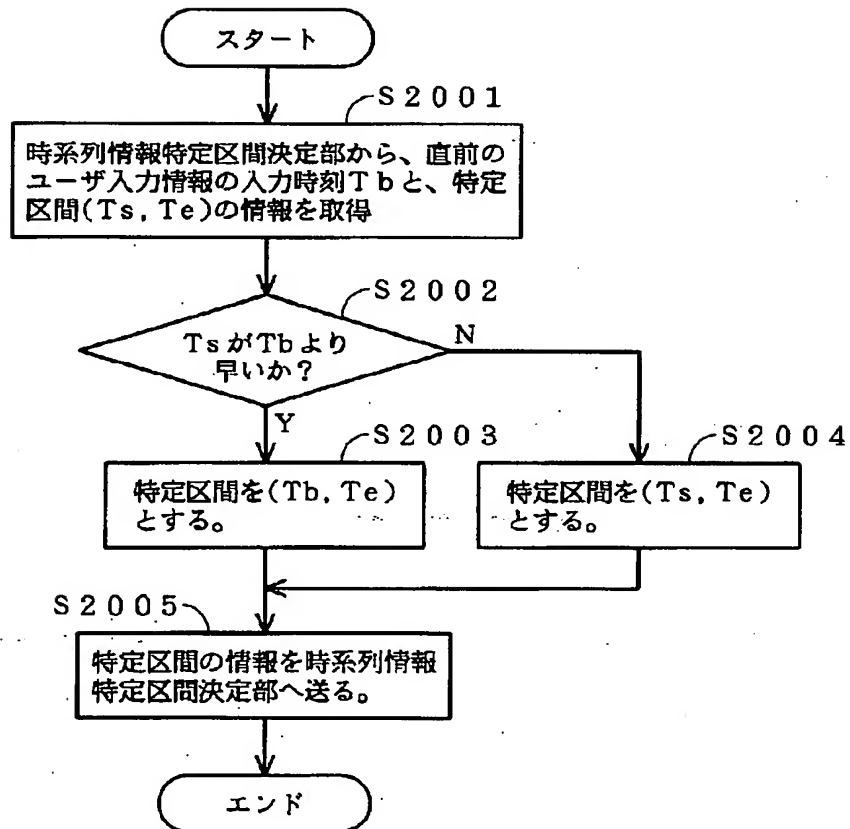 スタート
S2001
時系列情報特定区間決定部から、直前の
ユーザ入力情報の入力時刻Tbと、特定
区間(Ts, Te)の情報を取得
S2002
TsがTbより
早いか？
N
Y
S2003
特定区間を(Tb, Te)
とする。
S2004
特定区間を(Ts, Te)
とする。
S2005
特定区間の情報を時系列情報
特定区間決定部へ送る。
エンド